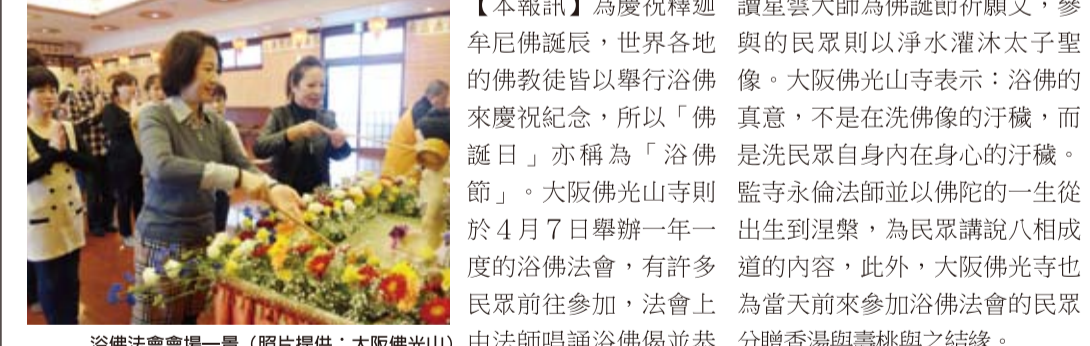 【本報訊】為慶祝釋迦
牟尼佛誕辰，世界各地
的佛教徒皆以舉行浴佛
來慶祝紀念，所以「佛
誕日」亦稱為「浴佛
節」。大阪佛光山寺則
於４月７日舉辦一年一
度的浴佛法會，有許多
民眾前往參加，法會上
由法師唱誦浴佛偈並恭
讀星雲大師為佛誕節祈願文，參
與的民眾則以淨水灌沐太子聖
像。大阪佛光山寺表示：浴佛的
真意，不是在洗佛像的汙穢，而
是洗民眾自身內在身心的汙穢。
監寺永倫法師並以佛陀的一生從
出生到涅槃，為民眾講說八相成
道的內容，此外，大阪佛光寺也
為當天前來參加浴佛法會的民眾
分贈香湯與壽桃與之結緣。
浴佛法會會場一景（照片提供：大阪佛光山）